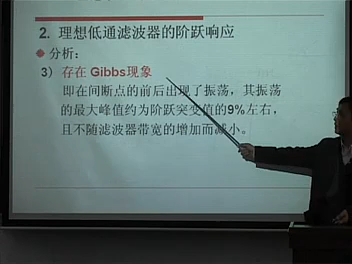 2. 理想低通滤波器的阶跃响应
分析：
3）存在 Gibbs现象
即在间断点的前后出现了振荡，其振荡
的最大峰值约为阶跃突变值的9%左右，
且不随滤波器带宽的增加而减小。